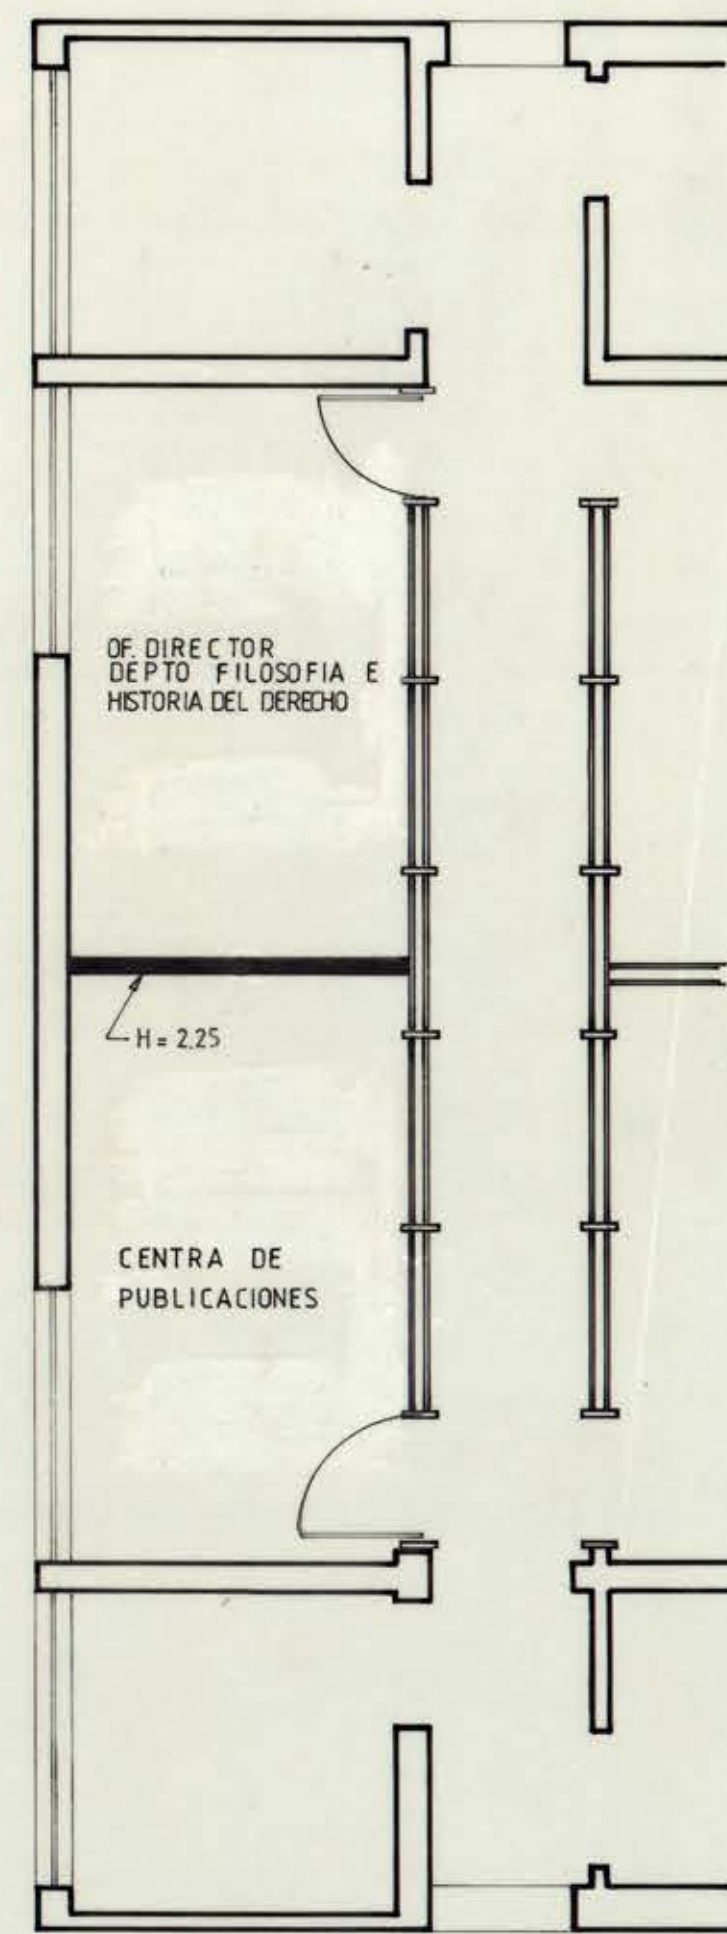 OF. DIRECTOR
DEPTO FILOSOFIA E
HISTORIA DEL DERECHO
H = 2.25
CENTRA DE
PUBLICACIONES